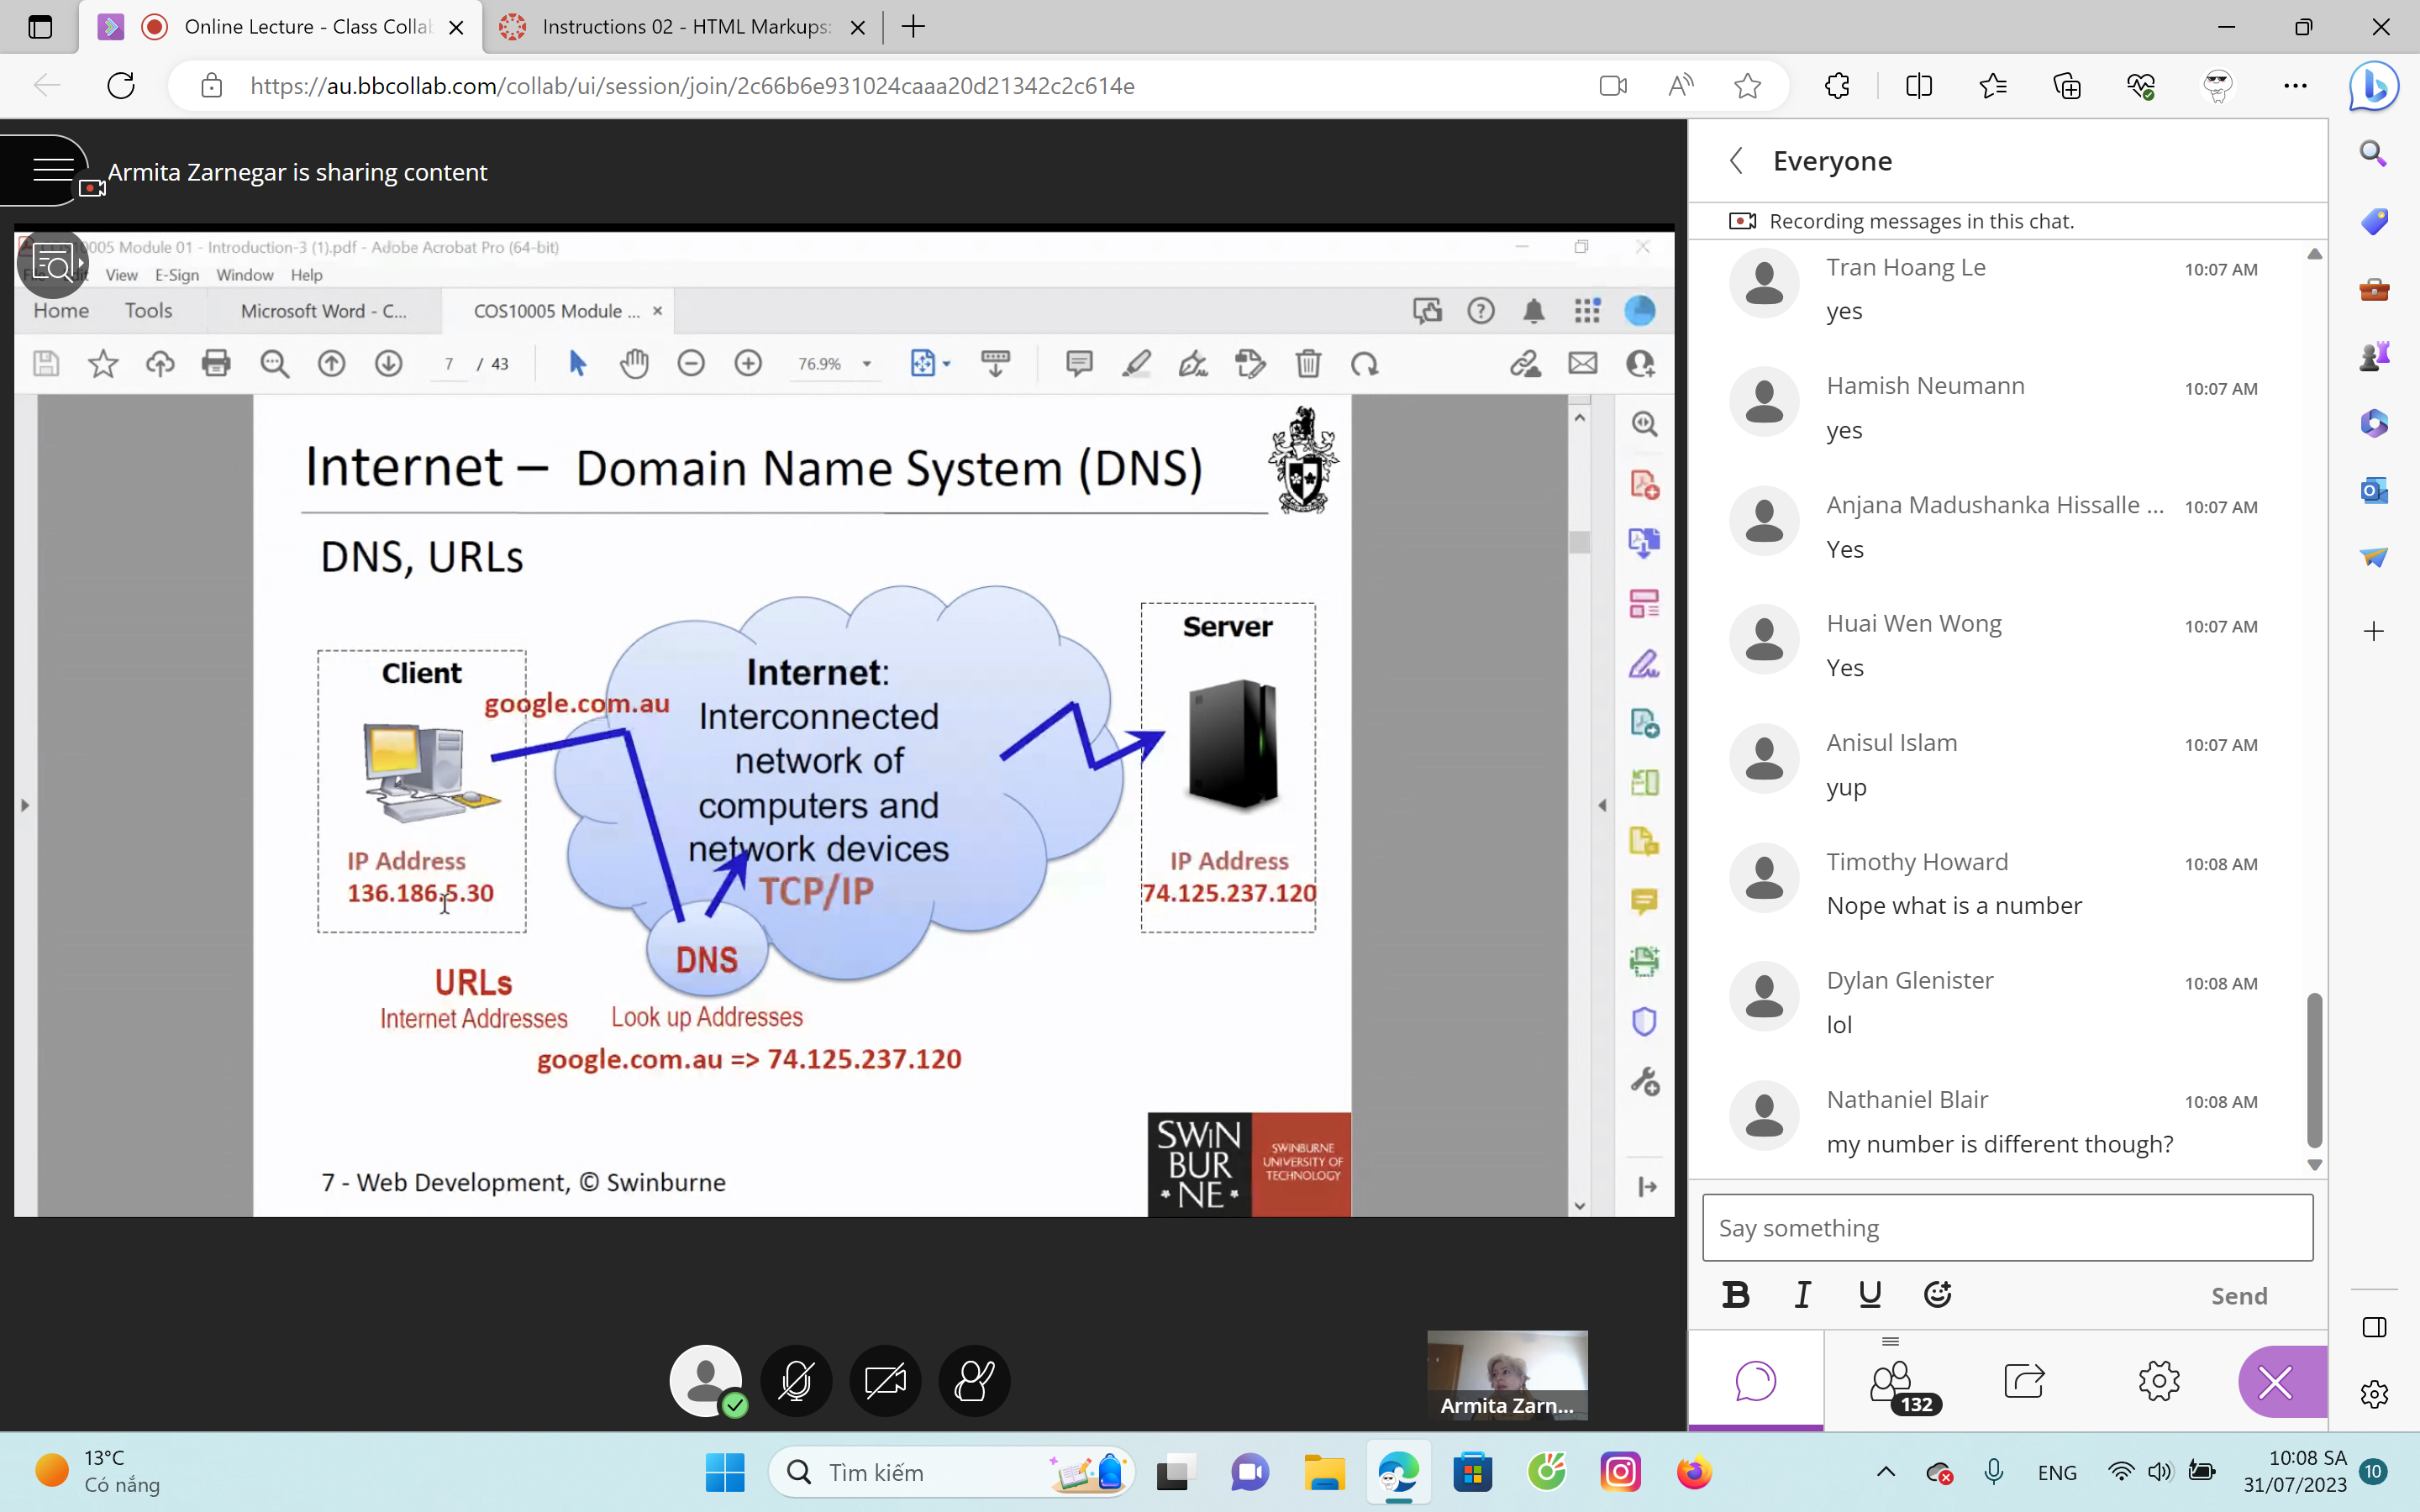 Online Lecture - Class Collab
Instructions 02 - HTML Markups:
https://au.bbcollab.com/collab/ui/session/join/2c66b6e931024caaa20d21342c2c614e
Armita Zarnegar is sharing content
0005 Module 01 - Introduction-3 (1).pdf - Adobe Acrobat Pro (64-bit)
View E-Sign Window Help
Home Tools Microsoft Word - C... COS10005 Module ...
7 / 43 76.9%
Internet – Domain Name System (DNS)
DNS, URLs
Client
google.com.au
IP Address
136.186.5.30
Internet:
Interconnected
network of
computers and
network devices
TCP/IP
Server
IP Address
74.125.237.120
DNS
URLs
Internet Addresses
Look up Addresses
google.com.au => 74.125.237.120
7 - Web Development, © Swinburne
SWIN
BUR
NE
SWINBURNE
UNIVERSITY OF
TECHNOLOGY
Armita Zarn...
Everyone
Recording messages in this chat.
Tran Hoang Le 10:07 AM
yes
Hamish Neumann 10:07 AM
yes
Anjana Madushanka Hissalle ... 10:07 AM
Yes
Huai Wen Wong 10:07 AM
Yes
Anisul Islam 10:07 AM
yup
Timothy Howard 10:08 AM
Nope what is a number
Dylan Glenister 10:08 AM
lol
Nathaniel Blair 10:08 AM
my number is different though?
Say something
B I U
Send
132
13°C
Có nắng
Tìm kiếm
ENG
10:08 SA
31/07/2023
10